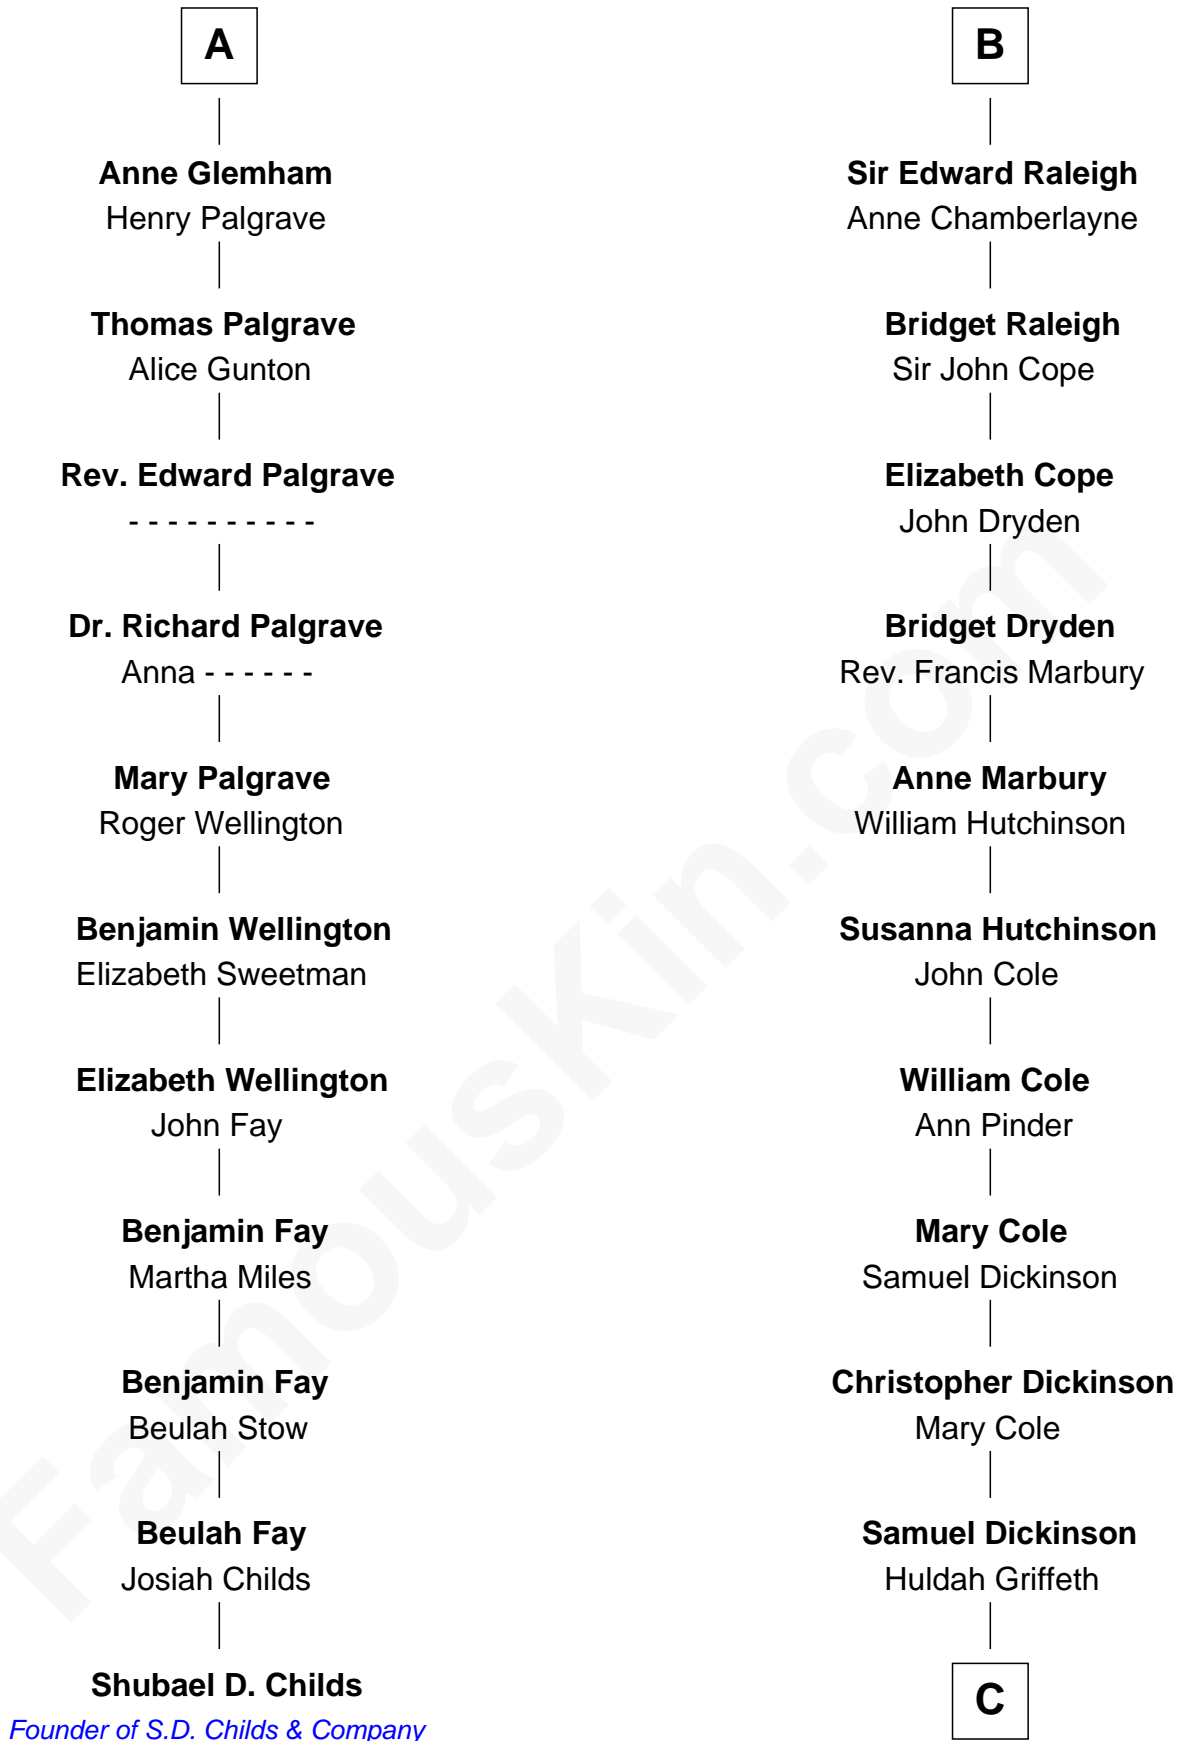 A
Anne Glemham
Henry Palgrave
Thomas Palgrave
Alice Gunton
Rev. Edward Palgrave
- - - - - - - - - -
Dr. Richard Palgrave
Anna - - - - - -
Mary Palgrave
Roger Wellington
Benjamin Wellington
Elizabeth Sweetman
Elizabeth Wellington
John Fay
Benjamin Fay
Martha Miles
Benjamin Fay
Beulah Stow
Beulah Fay
Josiah Childs
Shubael D. Childs
Founder of S.D. Childs & Company
B
Sir Edward Raleigh
Anne Chamberlayne
Bridget Raleigh
Sir John Cope
Elizabeth Cope
John Dryden
Bridget Dryden
Rev. Francis Marbury
Anne Marbury
William Hutchinson
Susanna Hutchinson
John Cole
William Cole
Ann Pinder
Mary Cole
Samuel Dickinson
Christopher Dickinson
Mary Cole
Samuel Dickinson
Huldah Griffeth
C
FamousKin.com